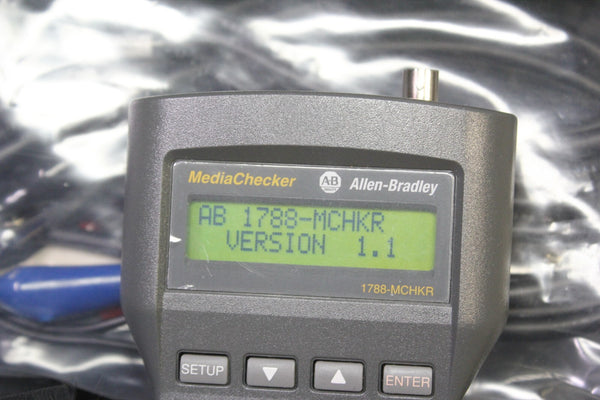 MediaChecker AB Allen-Bradley
AB 1788-MCHKR
VERSION 1.1
1788-MCHKR
SETUP ▼ ▲ ENTER